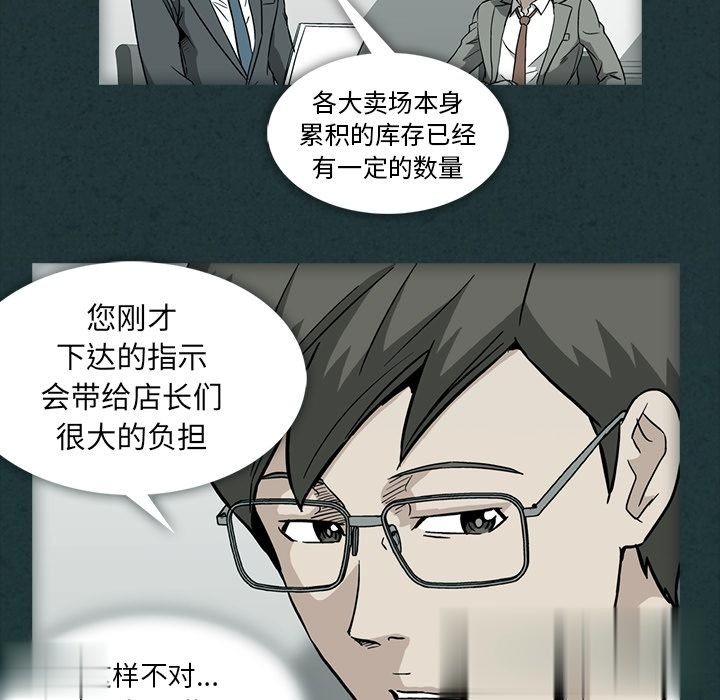 各大卖场本身
累积的库存已经
有一定的数量
您刚才
下达的指示
会带给店长们
很大的负担
样不对...